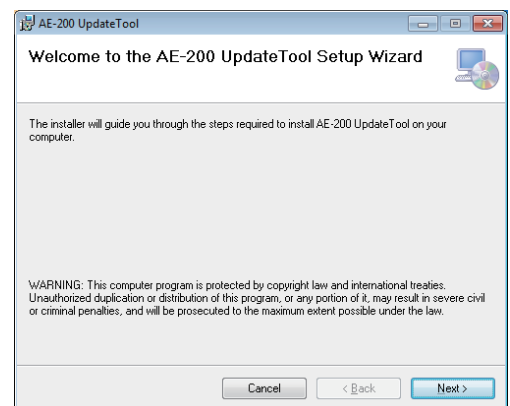 AE-200 UpdateTool
Welcome to the AE-200 UpdateTool Setup Wizard
The installer will guide you through the steps required to install AE-200 UpdateTool on your
computer.
WARNING: This computer program is protected by copyright law and international treaties.
Unauthorized duplication or distribution of this program, or any portion of it, may result in severe civil
or criminal penalties, and will be prosecuted to the maximum extent possible under the law.
Cancel < Back Next >